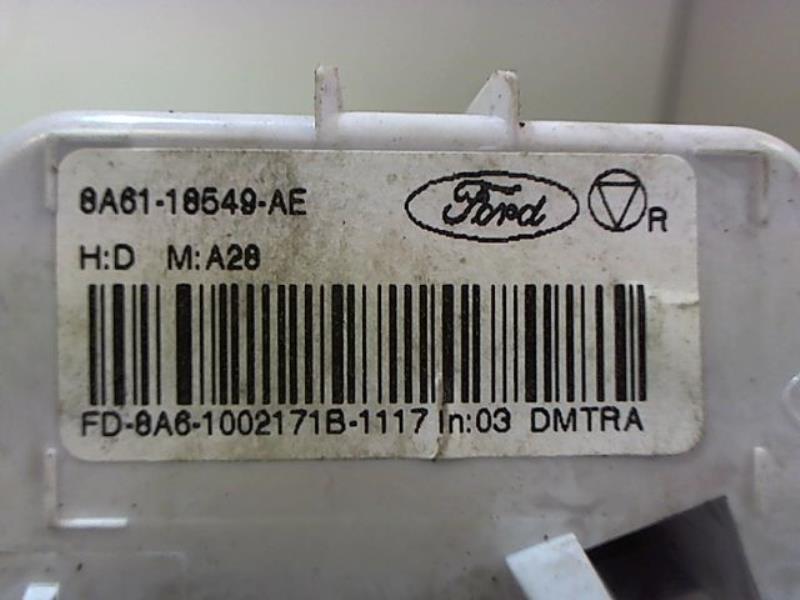 8A61-18549-AE
Ford
R
H:D M:A28
FD-8A6-1002171B-1117 In:03 DMTRA